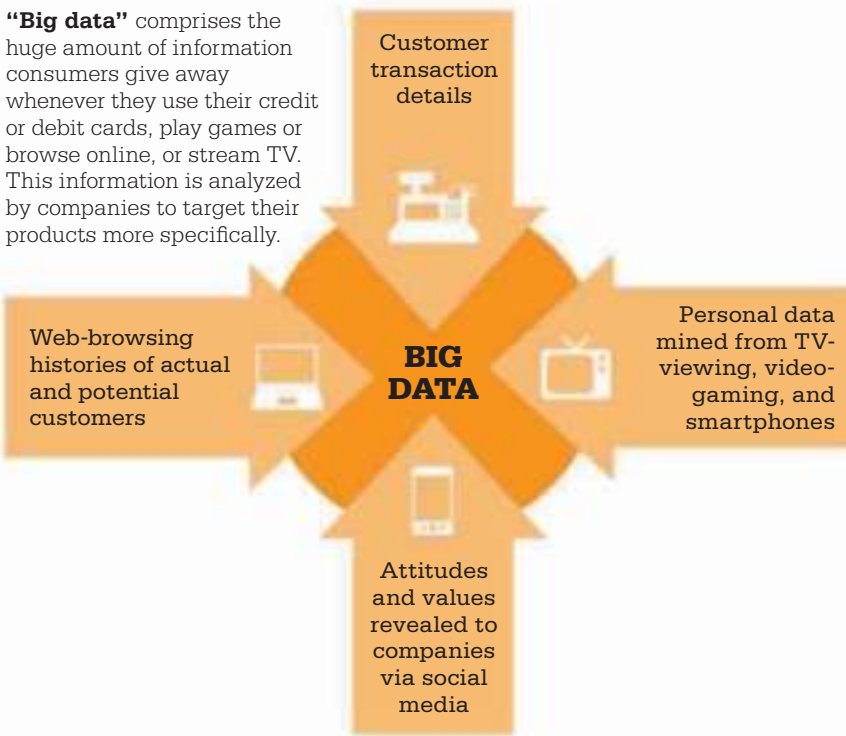 “Big data” comprises the
huge amount of information
consumers give away
whenever they use their credit
or debit cards, play games or
browse online, or stream TV.
This information is analyzed
by companies to target their
products more specifically.
Customer
transaction
details
Web-browsing
histories of actual
and potential
customers
BIG
DATA
Personal data
mined from TV-
viewing, video-
gaming, and
smartphones
Attitudes
and values
revealed to
companies
via social
media